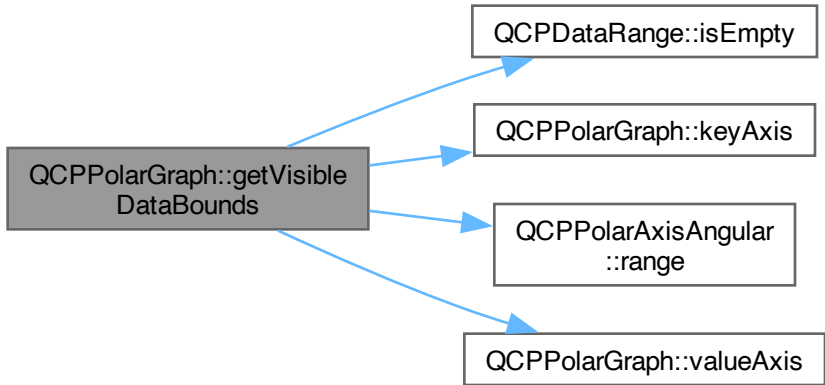 QCPPolarGraph::getVisible
DataBounds
QCPDataRange::isEmpty
QCPPolarGraph::keyAxis
QCPPolarAxisAngular
::range
QCPPolarGraph::valueAxis